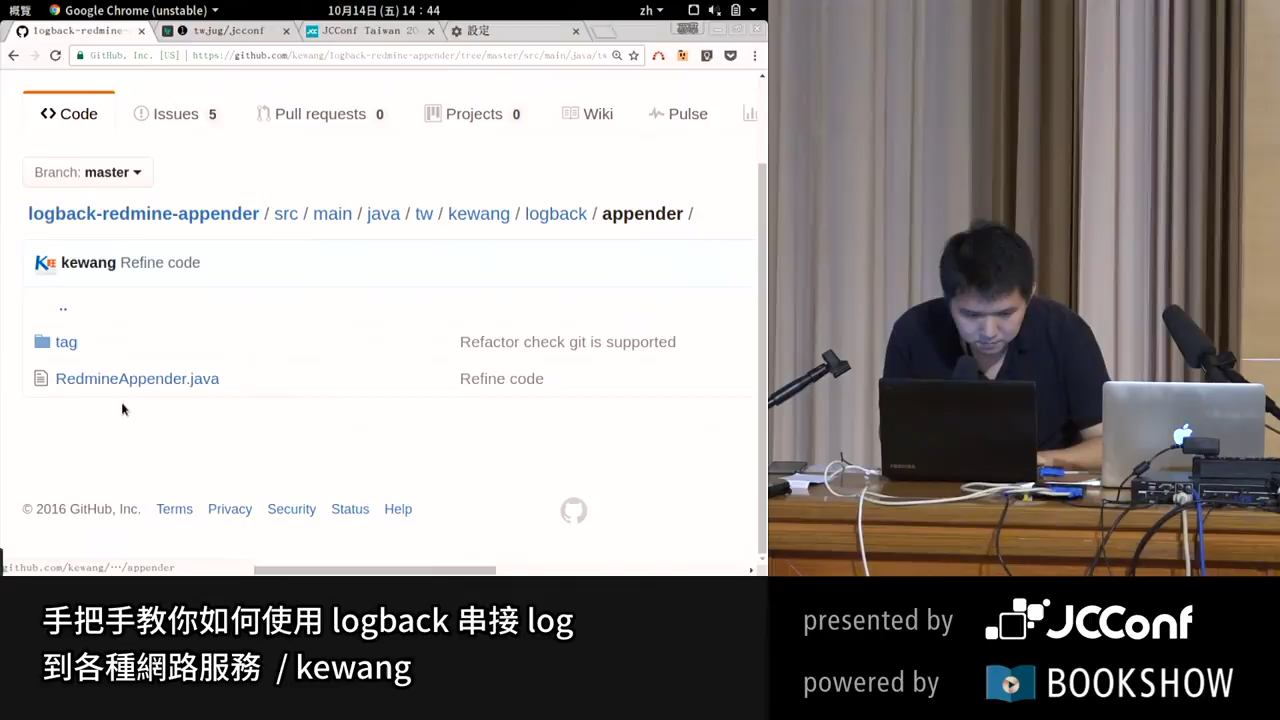 概覽 Google Chrome (unstable) 10月14日 (五) 14：44 zh
logback-redmine- tw.jug/jcconf JCConf Taiwan 20 設定
GitHub, Inc. [US] https://github.com/kewang/logback-redmine-appender/tree/master/src/main/java/tw
Code Issues 5 Pull requests 0 Projects 0 Wiki Pulse
Branch: master
logback-redmine-appender / src / main / java / tw / kewang / logback / appender /
kewang Refine code
..
tag Refactor check git is supported
RedmineAppender.java Refine code
© 2016 GitHub, Inc. Terms Privacy Security Status Help
github.com/kewang/…/appender
TOSHIBA
手把手教你如何使用 logback 串接 log
到各種網路服務 / kewang
presented by JCConf
powered by BOOKSHOW